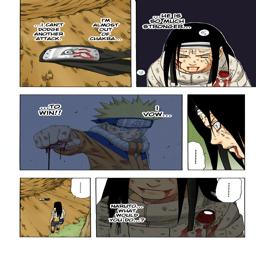 ...HE IS
SO MUCH
STRONGER...
I'M
ALMOST
OUT
OF
CHAKRA...
...I CAN'T
DODGE
ANOTHER
ATTACK.
I
VOW...
...TO
WIN!!
NARUTO...
WHAT
WOULD
YOU DO...?